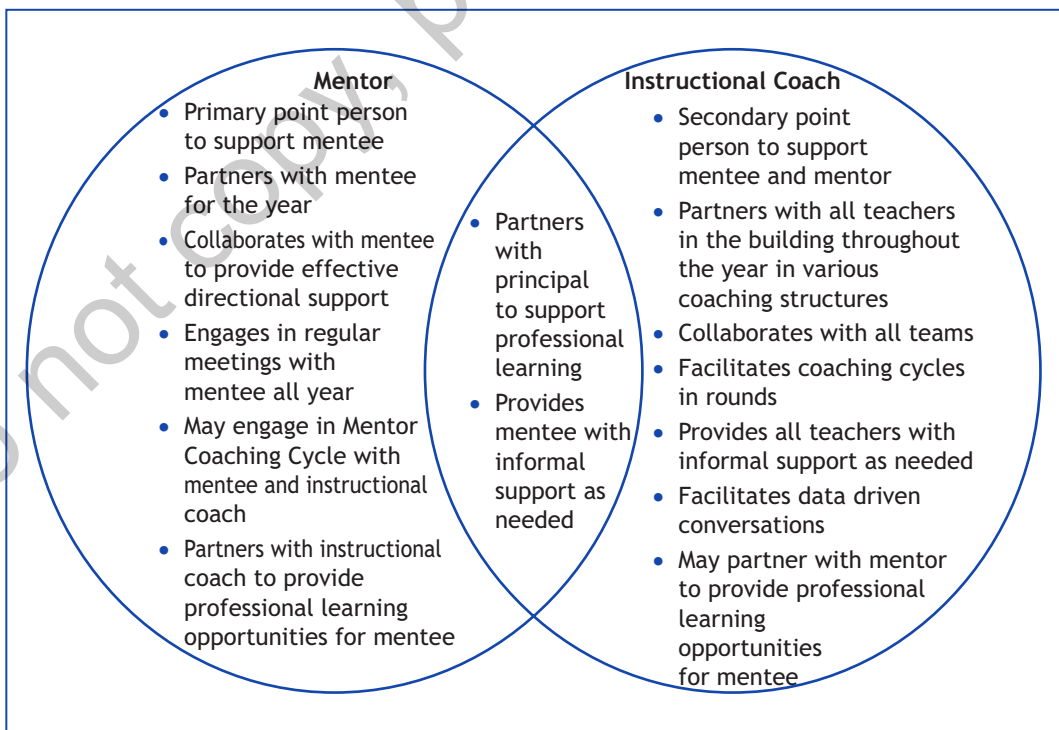 Mentor
• Primary point person
to support mentee
• Partners with mentee
for the year
• Collaborates with mentee
to provide effective
directional support
• Engages in regular
meetings with
mentee all year
• May engage in Mentor
Coaching Cycle with
mentee and instructional
coach
• Partners with instructional
coach to provide
professional learning
opportunities for mentee
• Partners
with
principal
to support
professional
learning
• Provides
mentee with
informal
support as
needed
Instructional Coach
• Secondary point
person to support
mentee and mentor
• Partners with all teachers
in the building throughout
the year in various
coaching structures
• Collaborates with all teams
• Facilitates coaching cycles
in rounds
• Provides all teachers with
informal support as needed
• Facilitates data driven
conversations
• May partner with mentor
to provide professional
learning
opportunities
for mentee
not copy,